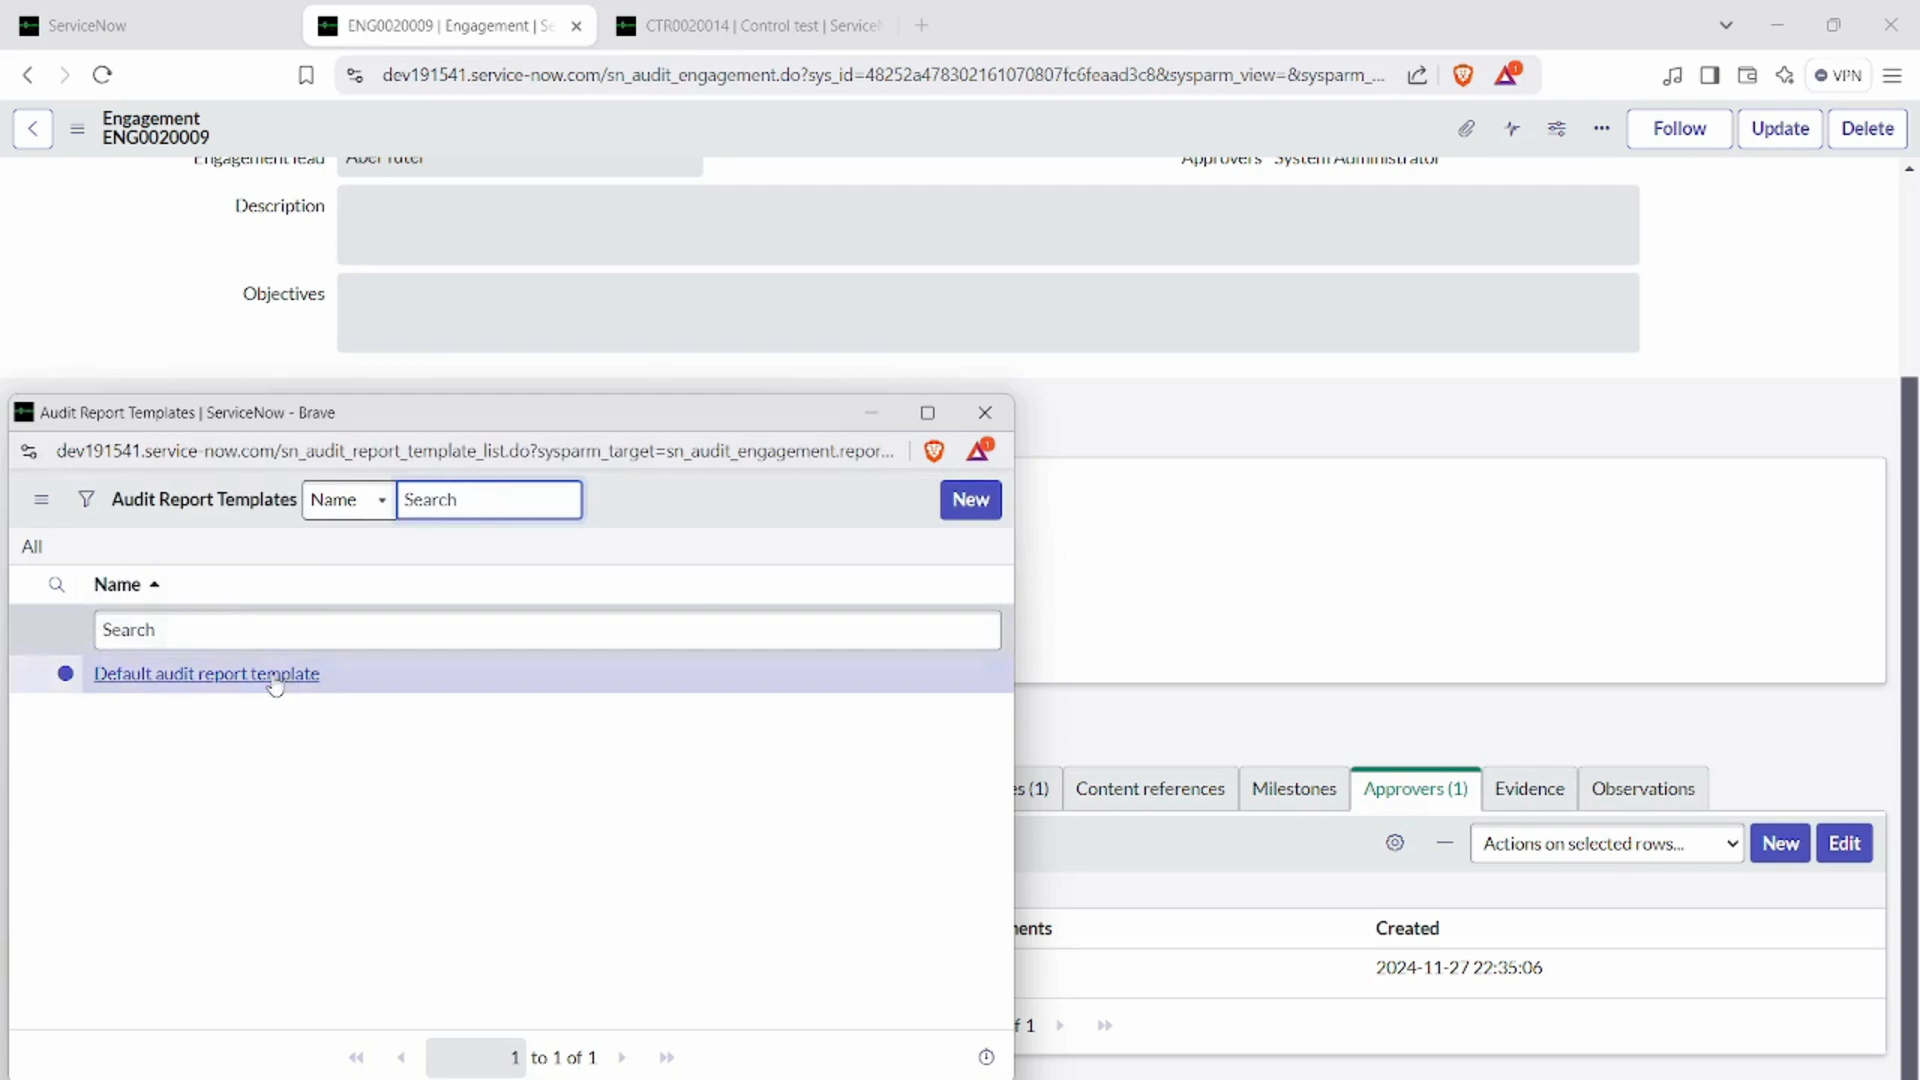 ServiceNow
ENG0020009 | Engagement | Se
CTR0020014 | Control test | Service
dev191541.service-now.com/sn_audit_engagement.do?sys_id=48252a478302161070807fc6feaad3c8&sysparm_view=&sysparm_...
1
VPN
Engagement
ENG0020009
Follow
Update
Delete
Engagement lead
Abel Tuter
Approvers System Administrator
Description
Objectives
Audit Report Templates | ServiceNow - Brave
dev191541.service-now.com/sn_audit_report_template_list.do?sysparm_target=sn_audit_engagement.repor...
1
Audit Report Templates
Name
Search
New
All
Name
Search
Default audit report template
1 to 1 of 1
es (1)
Content references
Milestones
Approvers (1)
Evidence
Observations
Actions on selected rows...
New
Edit
ents
Created
2024-11-27 22:35:06
f 1